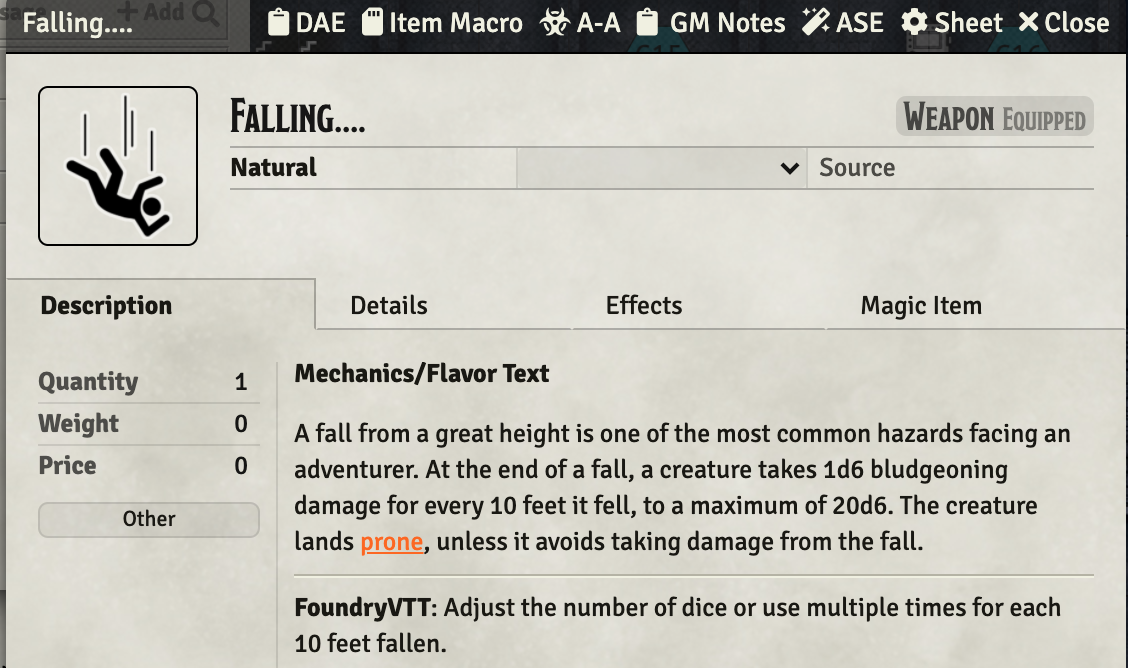 Add
Falling....
DAE
Item Macro
A-A
GM Notes
ASE
Sheet
Close
FALLING....
WEAPON EQUIPPED
Natural
Source
Description
Details
Effects
Magic Item
Quantity 1
Weight 0
Price 0
Other
Mechanics/Flavor Text
A fall from a great height is one of the most common hazards facing an
adventurer. At the end of a fall, a creature takes 1d6 bludgeoning
damage for every 10 feet it fell, to a maximum of 20d6. The creature
lands prone, unless it avoids taking damage from the fall.
FoundryVTT: Adjust the number of dice or use multiple times for each
10 feet fallen.